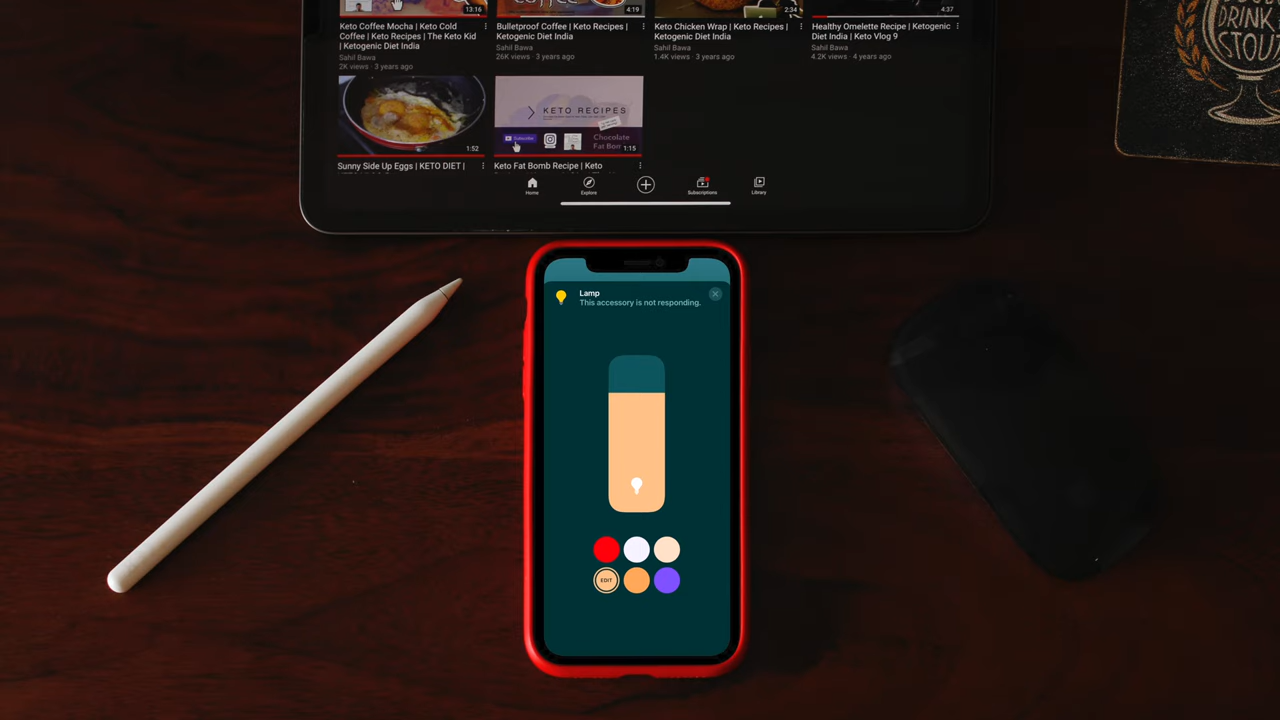 13:16
4:19
2:34
4:37
Keto Coffee Mocha | Keto Cold
Coffee | Keto Recipes | The Keto Kid
| Ketogenic Diet India
Sahil Bawa
2K views · 3 years ago
Bulletproof Coffee | Keto Recipes |
Ketogenic Diet India
Sahil Bawa
26K views · 3 years ago
Keto Chicken Wrap | Keto Recipes |
Ketogenic Diet India
Sahil Bawa
1.4K views · 3 years ago
Healthy Omelette Recipe | Ketogenic
Diet India | Keto Vlog 9
Sahil Bawa
4.2K views · 4 years ago
DRINK
STOUT
1:52
Sunny Side Up Eggs | KETO DIET |
KETO RECIPES
Subscribe
Chocolate
Fat Bom
1:15
Keto Fat Bomb Recipe | Keto
Home
Explore
Subscriptions
Library
Lamp
This accessory is not responding.
EDIT